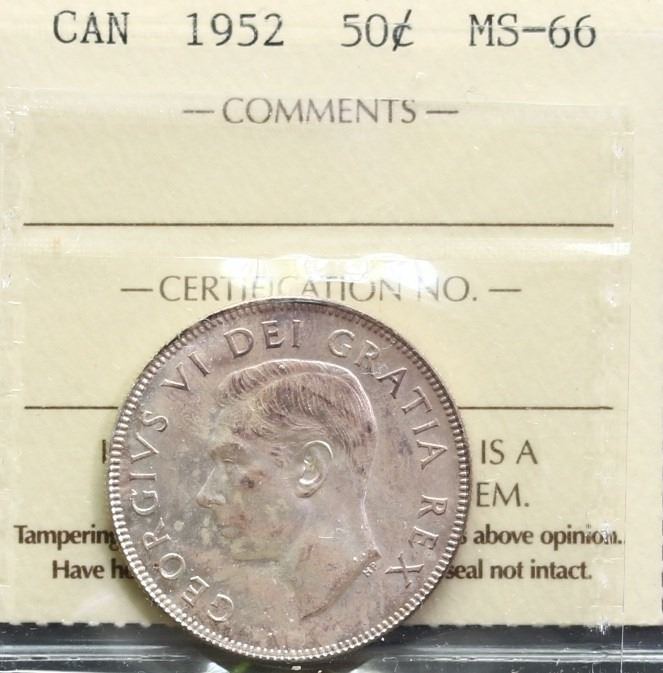 CAN 1952 50¢ MS-66
— COMMENTS —
— CERTIFICATION NO. —
IS A
EM.
Tampering above opinion.
Have seal not intact.
GEORGIVS VI DEI GRATIA REX
HP